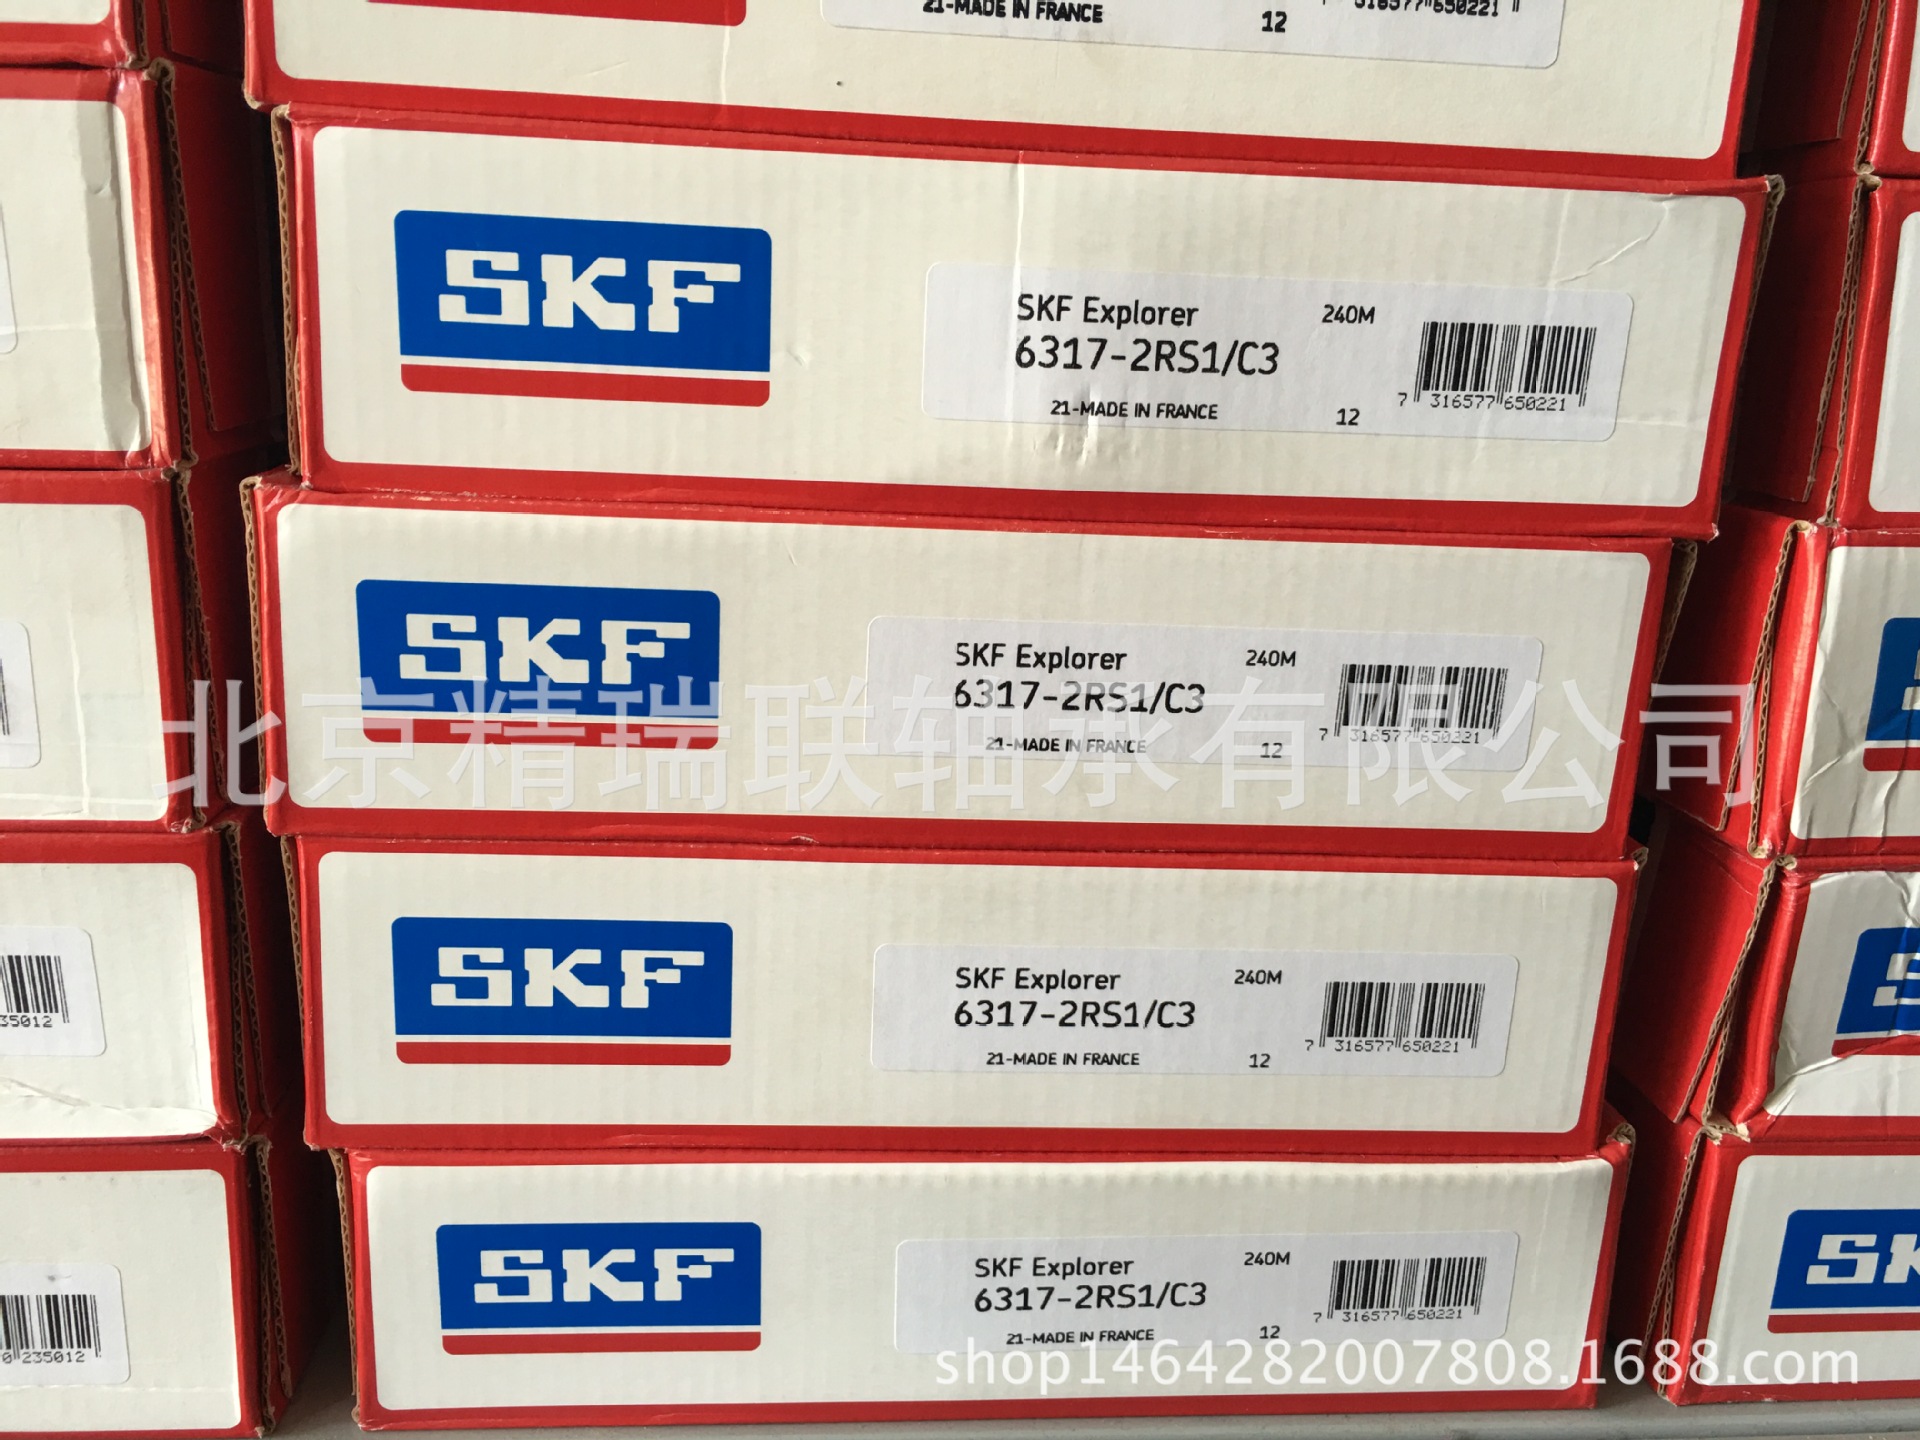 21-MADE IN FRANCE
12
316577 650221
SKF
SKF Explorer
240M
6317-2RS1/C3
21-MADE IN FRANCE
12
7 316577 650221
SKF
SKF Explorer
240M
6317-2RS1/C3
21-MADE IN FRANCE
12
7 316577 650221
北京精瑞联轴承有限公司
SKF
SKF Explorer
240M
6317-2RS1/C3
21-MADE IN FRANCE
12
7 316577 650221
35012
SKF
SKF Explorer
240M
6317-2RS1/C3
21-MADE IN FRANCE
12
7 316577 650221
0 235012
SK
shop1464282007808.1688.com